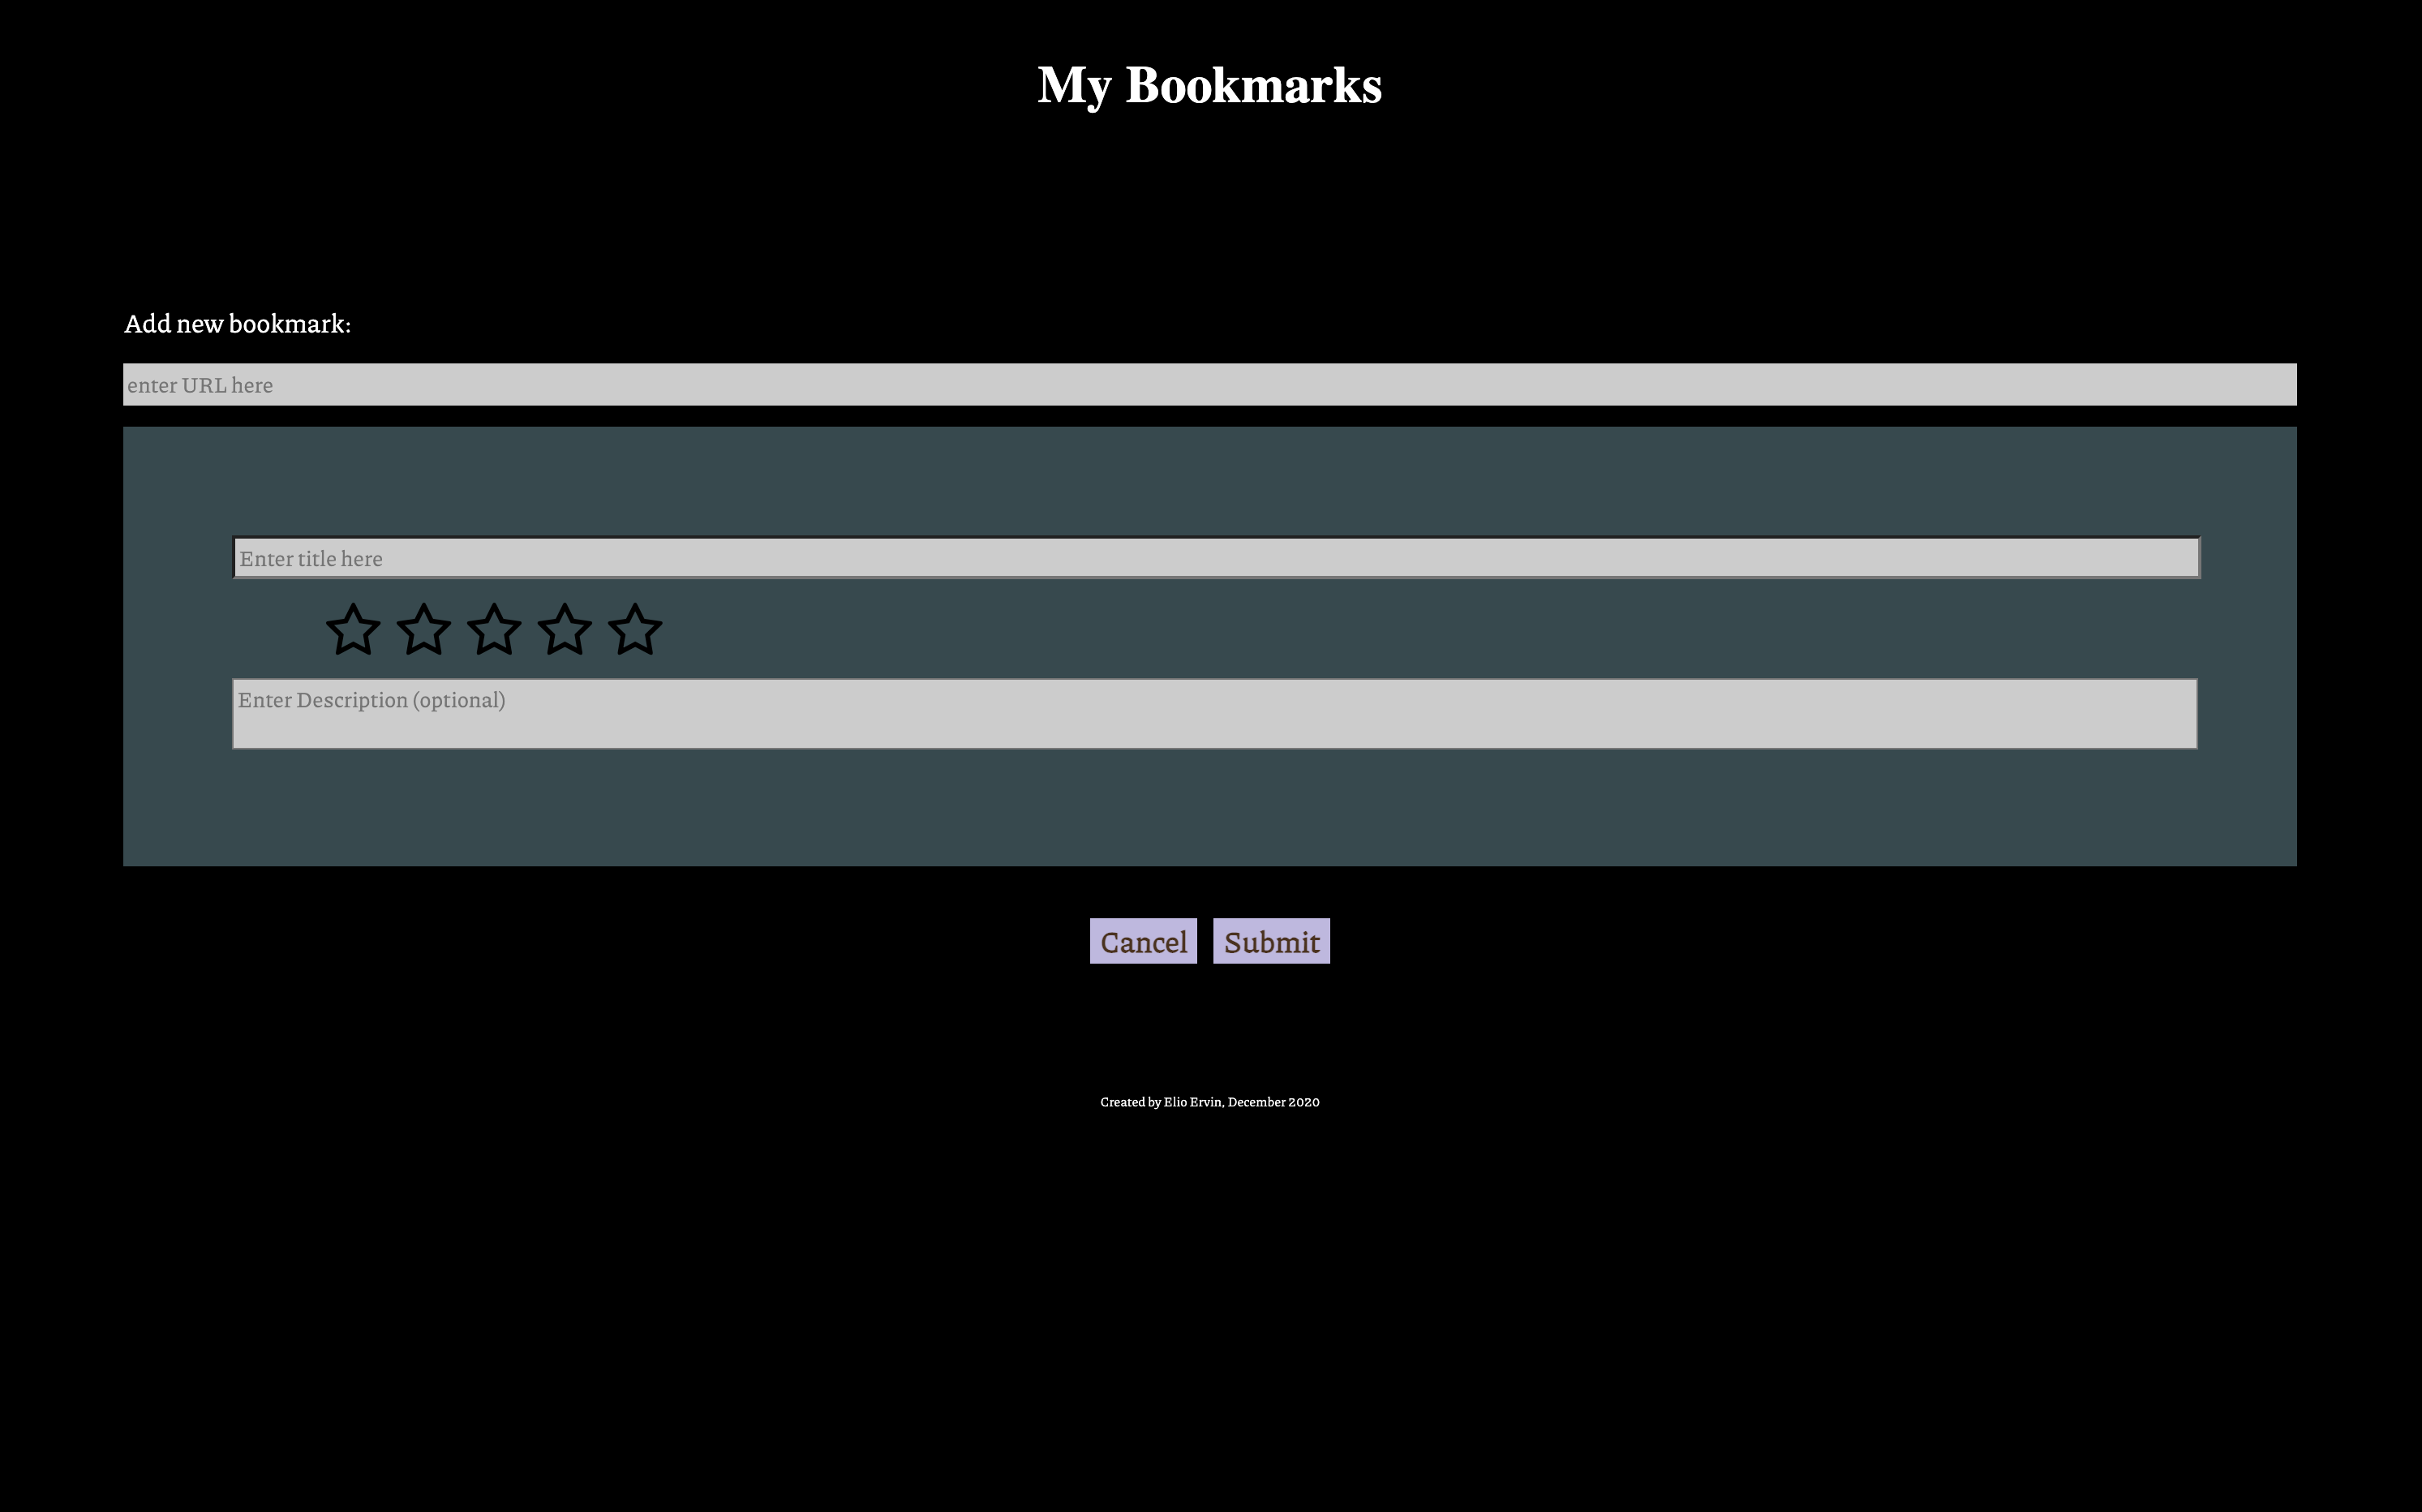 My Bookmarks
Add new bookmark:
enter URL here
Enter title here
Enter Description (optional)
Cancel Submit
Created by Elio Ervin, December 2020